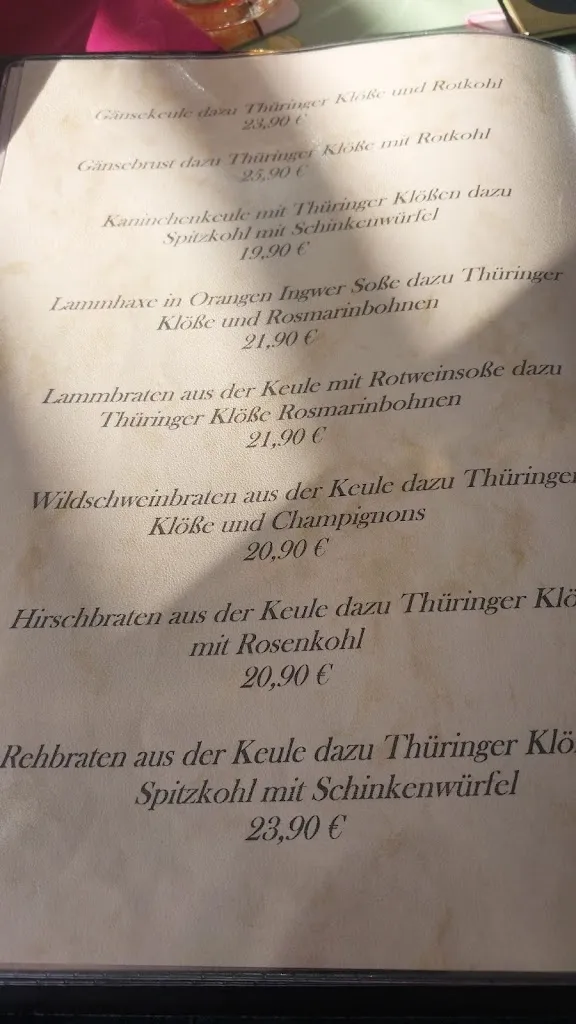 Gänsekeule dazu Thüringer Klöße und Rotkohl
23,90 €
Gänsebrust dazu Thüringer Klöße mit Rotkohl
25,90 €
Kaninchenkeule mit Thüringer Klößen dazu
Spitzkohl mit Schinkenwürfel
19,90 €
Lammhaxe in Orangen Ingwer Soße dazu Thüringer
Klöße und Rosmarinbohnen
21,90 €
Lammbraten aus der Keule mit Rotweinsoße dazu
Thüringer Klöße Rosmarinbohnen
21,90 €
Wildschweinbraten aus der Keule dazu Thüringer
Klöße und Champignons
20,90 €
Hirschbraten aus der Keule dazu Thüringer Klö
mit Rosenkohl
20,90 €
Rehbraten aus der Keule dazu Thüringer Klö
Spitzkohl mit Schinkenwürfel
23,90 €